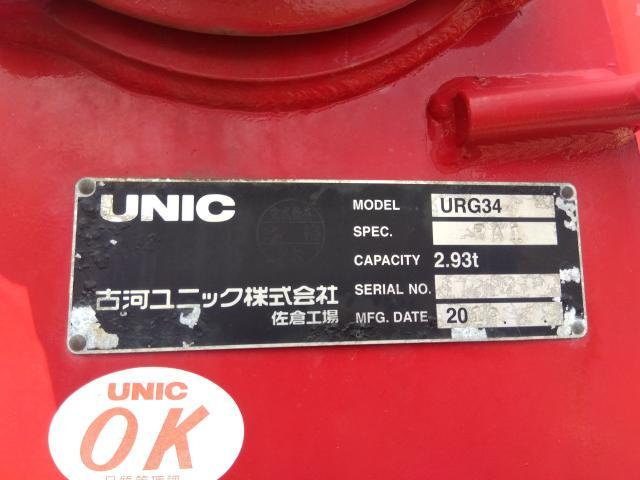 UNIC
MODEL URG34
SPEC.
CAPACITY 2.93t
SERIAL NO.
MFG. DATE 20
古河ユニック株式会社
佐倉工場
UNIC
OK